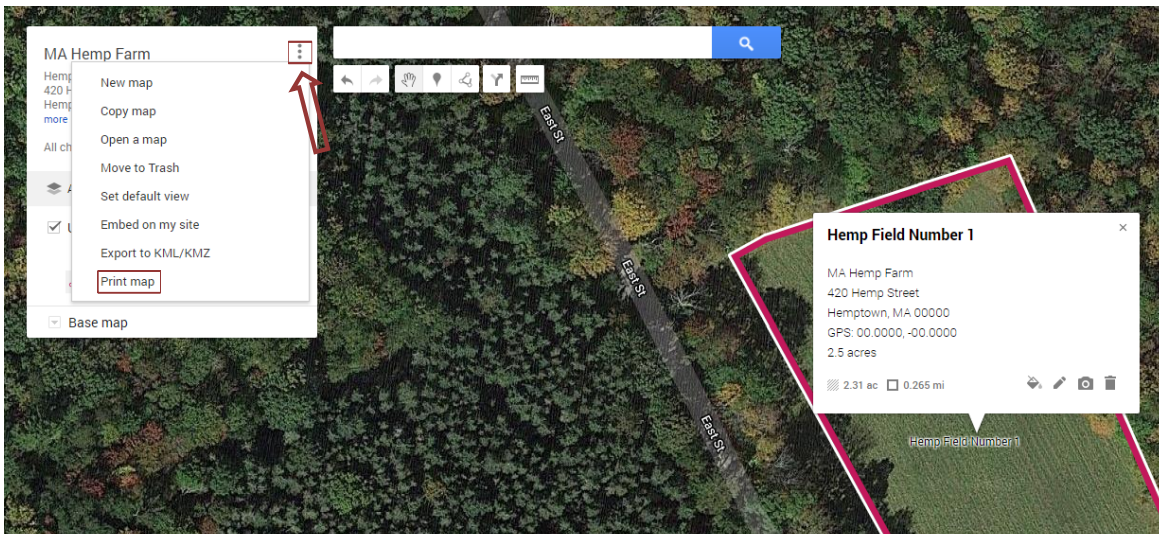 MA Hemp Farm
Hemp
420 H
Hemp
more
All ch
New map
Copy map
Open a map
Move to Trash
Set default view
Embed on my site
Export to KML/KMZ
Print map
Base map
East St
East St
East St
Hemp Field Number 1
MA Hemp Farm
420 Hemp Street
Hemptown, MA 00000
GPS: 00.0000, -00.0000
2.5 acres
2.31 ac 0.265 mi
Hemp Field Number 1